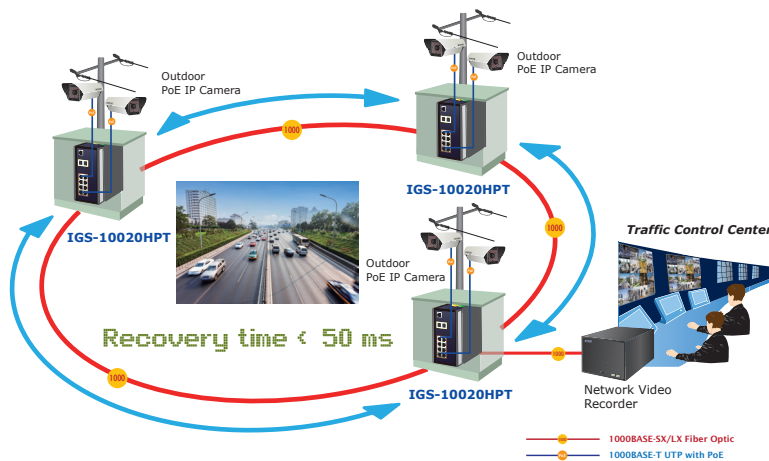 Outdoor
PoE IP Camera
Outdoor
PoE IP Camera
1000
IGS-10020HPT
IGS-10020HPT
1000
Outdoor
PoE IP Camera
Traffic Control Center
Recovery time < 50 ms
1000
1000
IGS-10020HPT
Network Video
Recorder
1000BASE-SX/LX Fiber Optic
1000BASE-T UTP with PoE